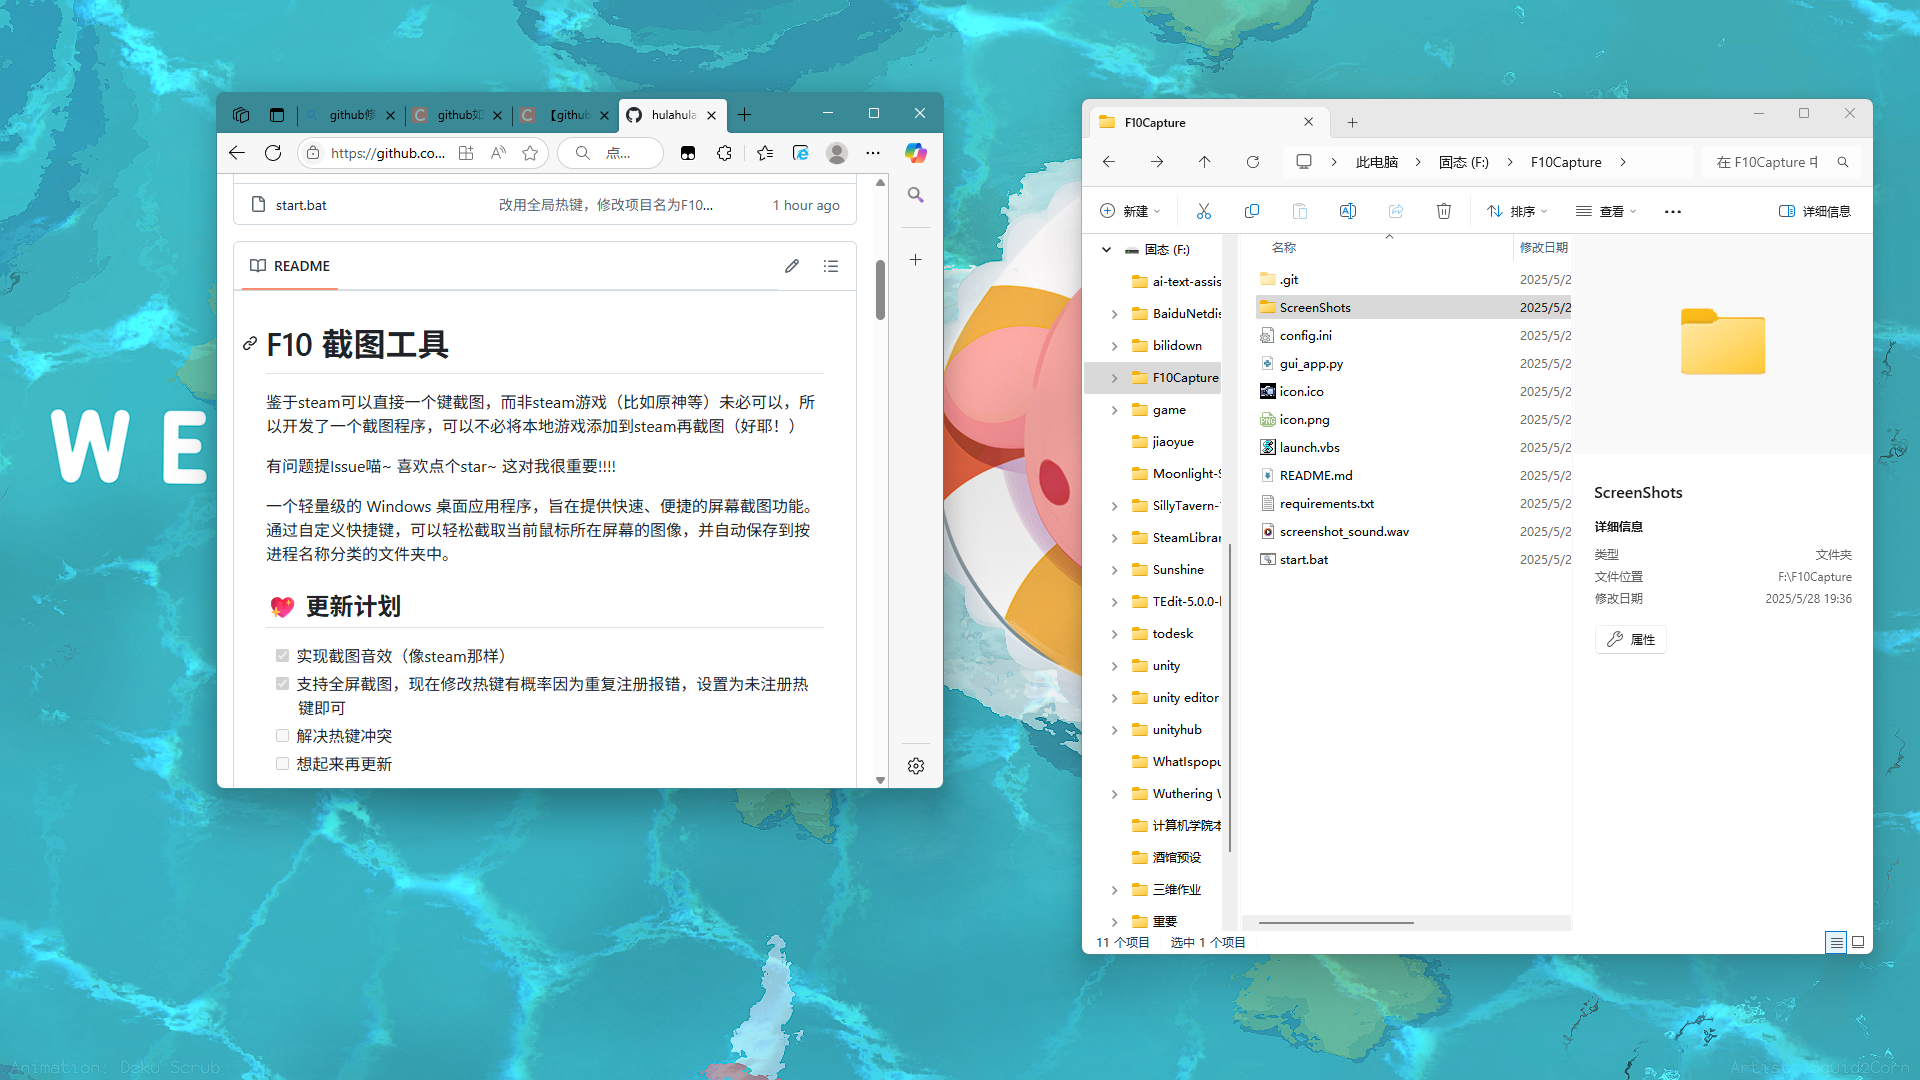 WE
github修
github如
【github
hulahula
https://github.co...
点...
start.bat
改用全局热键，修改项目名为F10...
1 hour ago
README
F10 截图工具
鉴于steam可以直接一个键截图，而非steam游戏（比如原神等）未必可以，所
以开发了一个截图程序，可以不必将本地游戏添加到steam再截图（好耶！）
有问题提Issue喵~ 喜欢点个star~ 这对我很重要!!!!
一个轻量级的 Windows 桌面应用程序，旨在提供快速、便捷的屏幕截图功能。
通过自定义快捷键，可以轻松截取当前鼠标所在屏幕的图像，并自动保存到按
进程名称分类的文件夹中。
💖 更新计划
实现截图音效（像steam那样）
支持全屏截图，现在修改热键有概率因为重复注册报错，设置为未注册热
键即可
解决热键冲突
想起来再更新
F10Capture
此电脑
固态 (F:)
F10Capture
在 F10Capture 中
新建
排序
查看
详细信息
固态 (F:)
ai-text-assis
BaiduNetdis
bilidown
F10Capture
game
jiaoyue
Moonlight-S
SillyTavern-
SteamLibrar
Sunshine
TEdit-5.0.0-
todesk
unity
unity editor
unityhub
WhatIspopu
Wuthering W
计算机学院本
酒馆预设
三维作业
重要
名称
修改日期
.git
2025/5/2
ScreenShots
2025/5/2
config.ini
2025/5/2
gui_app.py
2025/5/2
icon.ico
2025/5/2
icon.png
2025/5/2
launch.vbs
2025/5/2
README.md
2025/5/2
requirements.txt
2025/5/2
screenshot_sound.wav
2025/5/2
start.bat
2025/5/2
ScreenShots
详细信息
类型
文件夹
文件位置
F:\F10Capture
修改日期
2025/5/28 19:36
属性
11 个项目
选中 1 个项目
Animation: Deku Scrub
Artist: Squid2Corn